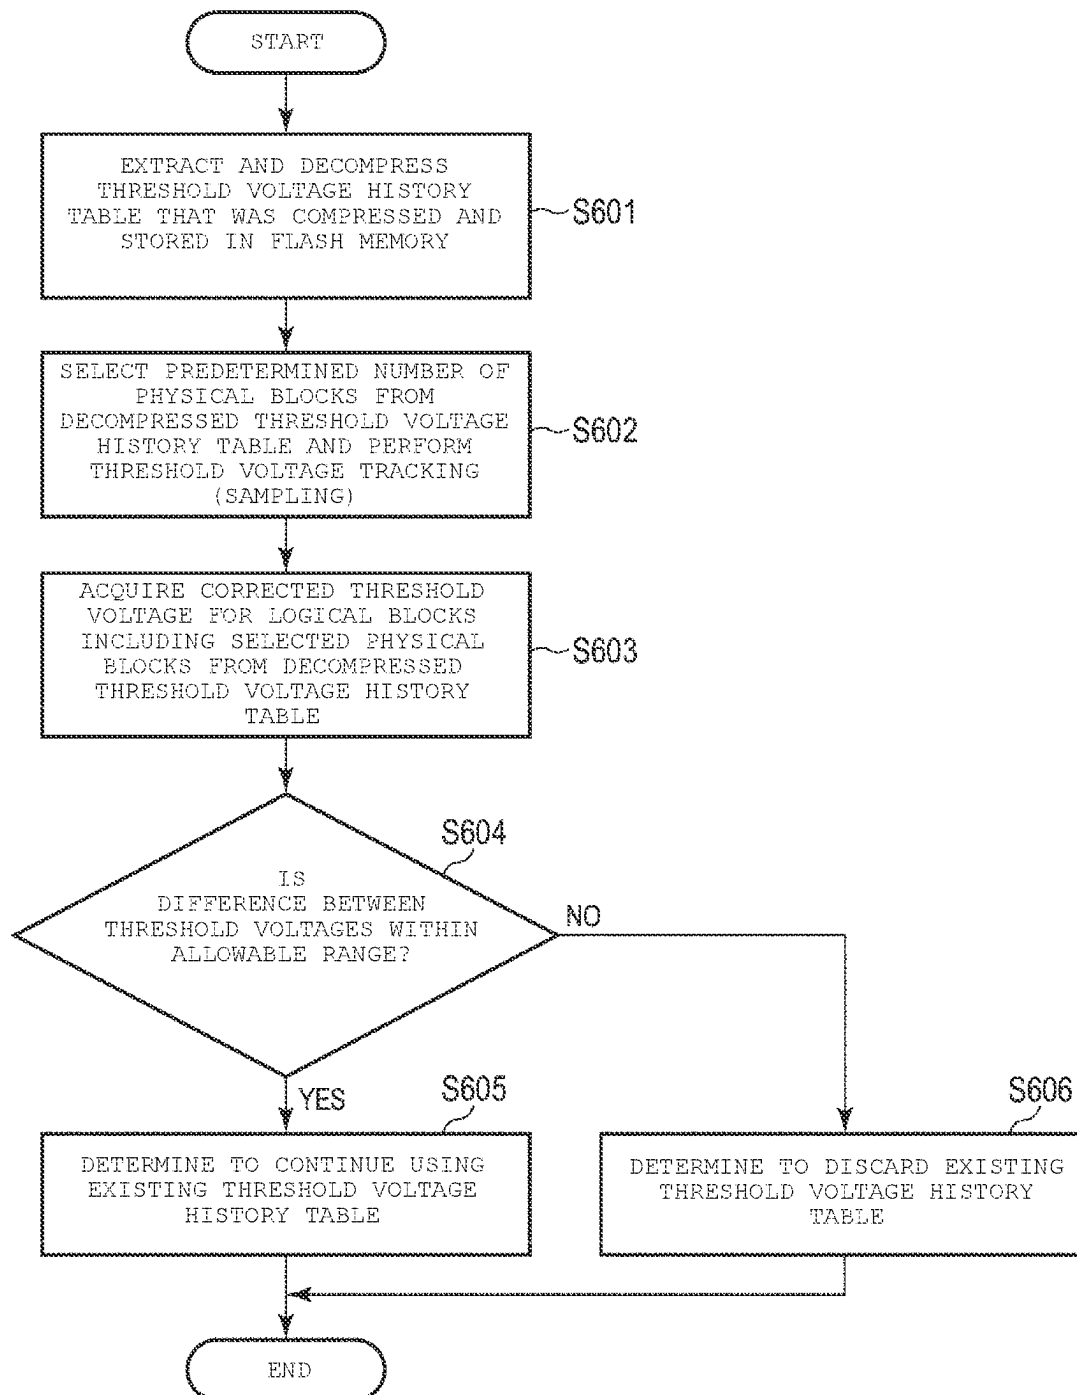 START
EXTRACT AND DECOMPRESS
THRESHOLD VOLTAGE HISTORY
TABLE THAT WAS COMPRESSED AND
STORED IN FLASH MEMORY
S601
SELECT PREDETERMINED NUMBER OF
PHYSICAL BLOCKS FROM
DECOMPRESSED THRESHOLD VOLTAGE
HISTORY TABLE AND PERFORM
THRESHOLD VOLTAGE TRACKING
(SAMPLING)
S602
ACQUIRE CORRECTED THRESHOLD
VOLTAGE FOR LOGICAL BLOCKS
INCLUDING SELECTED PHYSICAL
BLOCKS FROM DECOMPRESSED
THRESHOLD VOLTAGE HISTORY
TABLE
S603
S604
IS
DIFFERENCE BETWEEN
THRESHOLD VOLTAGES WITHIN
ALLOWABLE RANGE?
NO
YES
S605
DETERMINE TO CONTINUE USING
EXISTING THRESHOLD VOLTAGE
HISTORY TABLE
S606
DETERMINE TO DISCARD EXISTING
THRESHOLD VOLTAGE HISTORY
TABLE
END